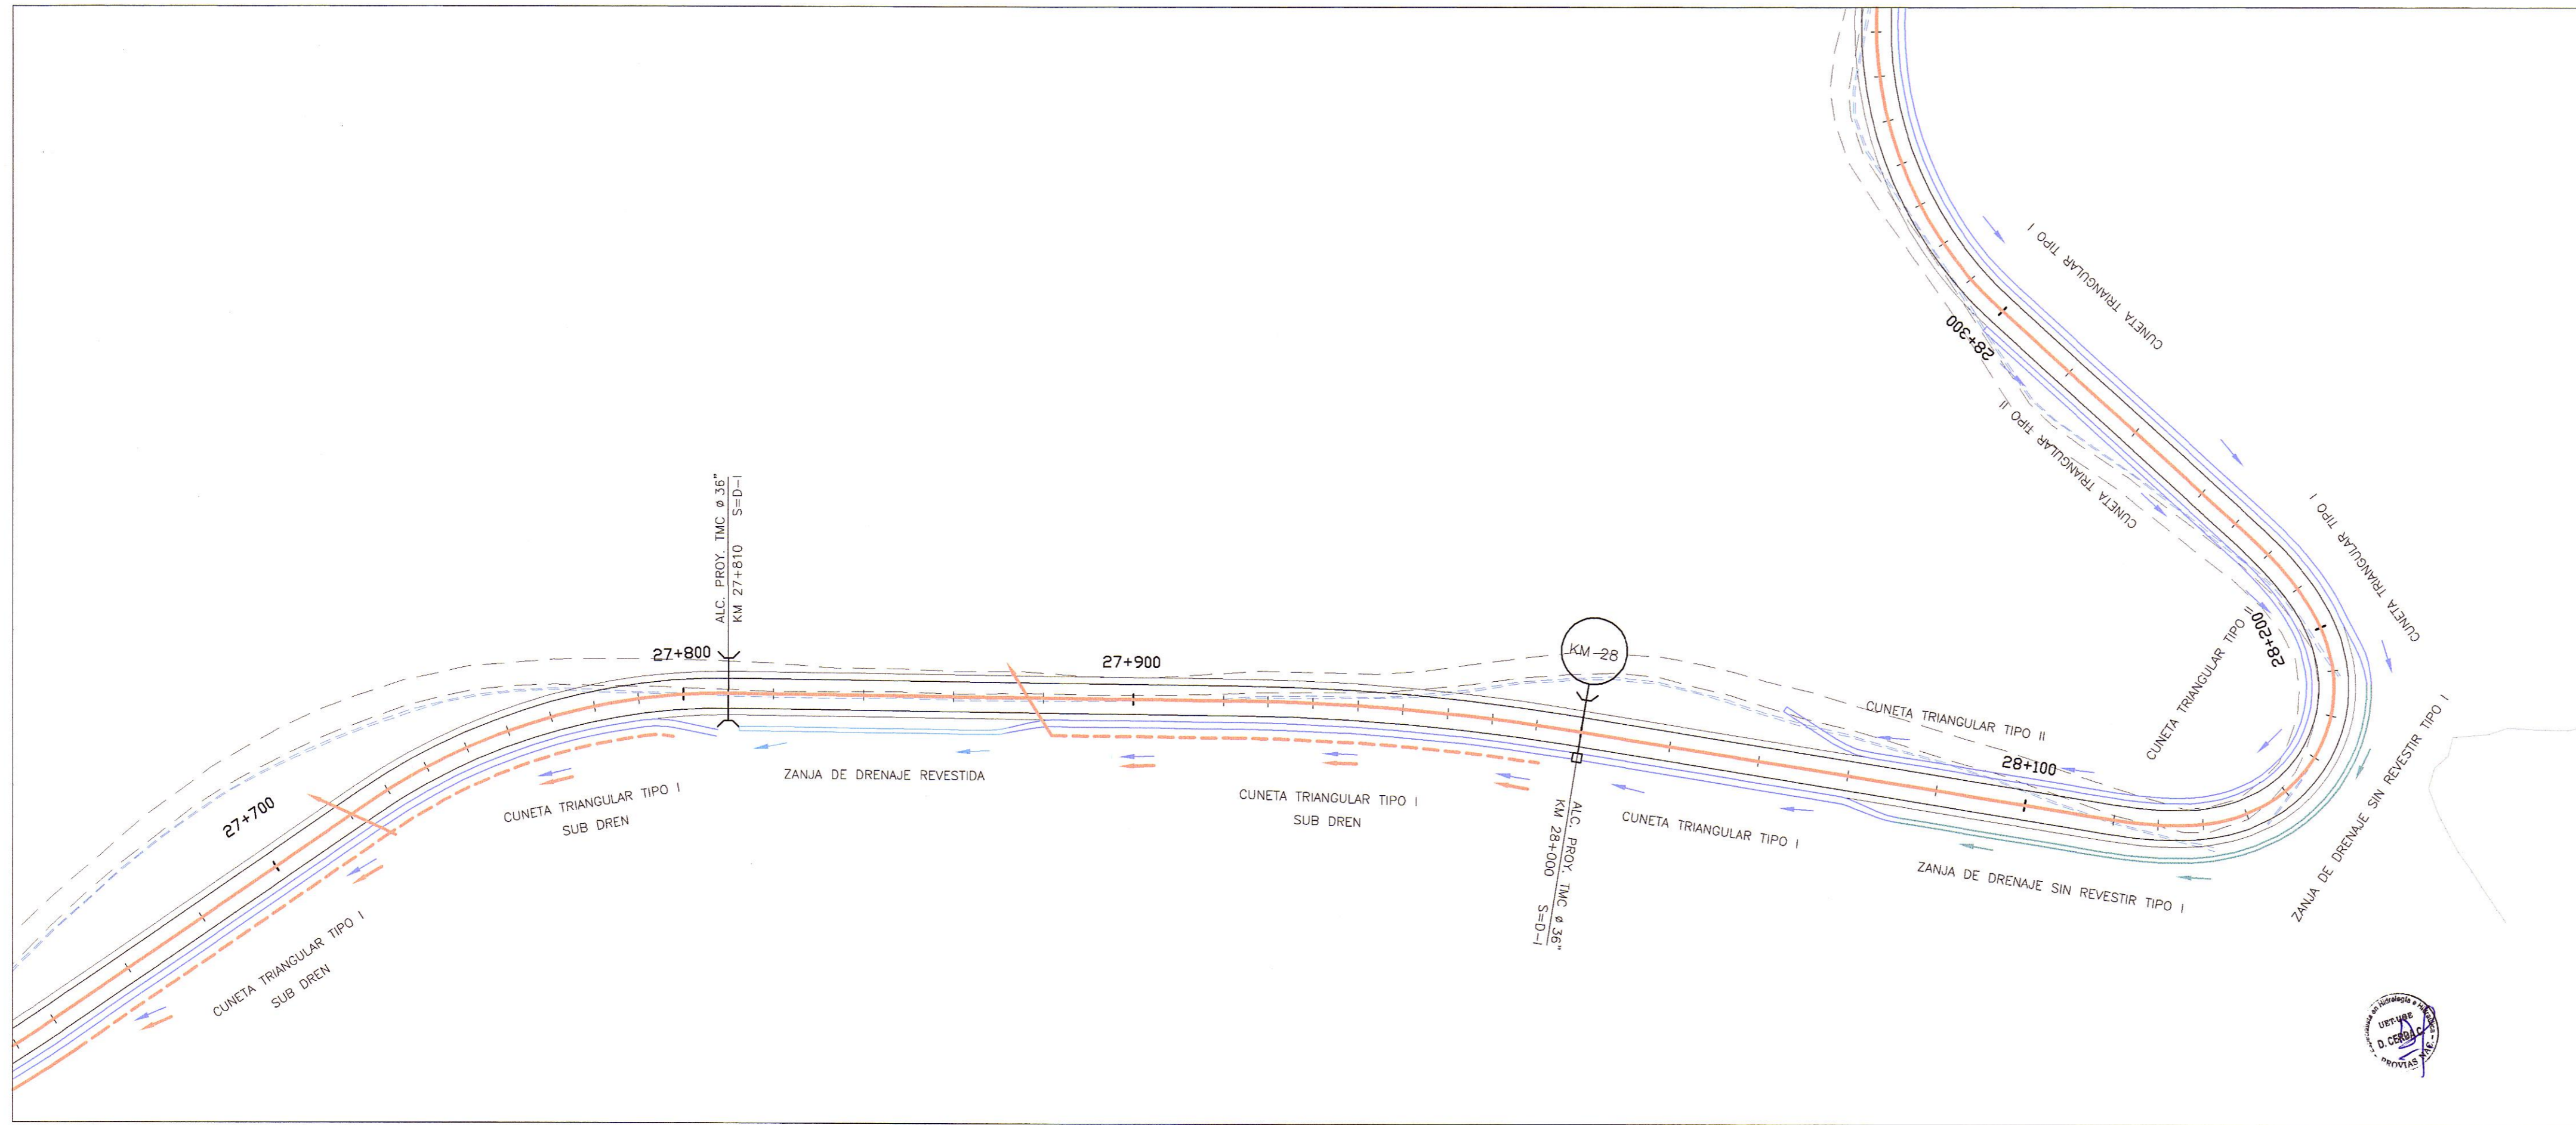 CUNETA TRIANGULAR TIPO I
28+300
CUNETA TRIANGULAR TIPO II
CUNETA TRIANGULAR TIPO I
ALC. PROY. TMC ø 36"
KM 27+810 S=D-I
27+800
27+900
KM 28
28+200
CUNETA TRIANGULAR TIPO II
CUNETA TRIANGULAR TIPO II
28+100
27+700
ZANJA DE DRENAJE REVESTIDA
CUNETA TRIANGULAR TIPO I
SUB DREN
CUNETA TRIANGULAR TIPO I
SUB DREN
ALC. PROY. TMC ø 36"
KM 28+000 S=D-I
CUNETA TRIANGULAR TIPO I
ZANJA DE DRENAJE SIN REVESTIR TIPO I
ZANJA DE DRENAJE SIN REVESTIR TIPO I
CUNETA TRIANGULAR TIPO I
SUB DREN
UET-UGE
D. CERDA C.
PROVIAS NAC